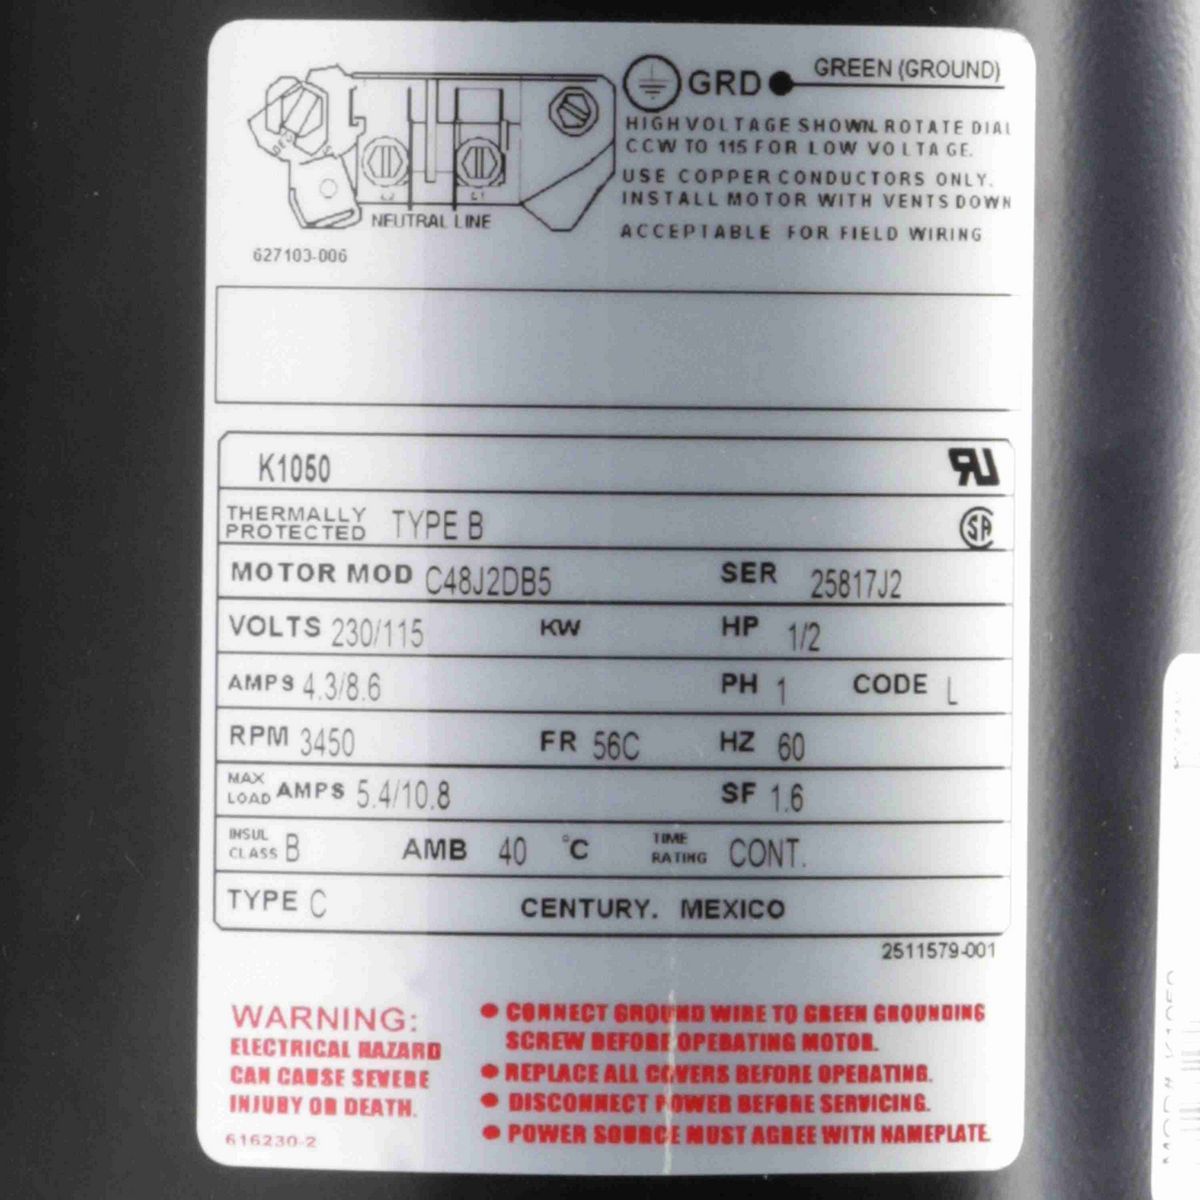 GRD GREEN (GROUND)
HIGH VOLTAGE SHOWN. ROTATE DIAL
CCW TO 115 FOR LOW VOLTAGE.
USE COPPER CONDUCTORS ONLY.
INSTALL MOTOR WITH VENTS DOWN
ACCEPTABLE FOR FIELD WIRING
L2 L1
NEUTRAL LINE
627103-006
K1050
THERMALLY PROTECTED TYPE B
SA
MOTOR MOD C48J2DB5 SER 25817J2
VOLTS 230/115 KW HP 1/2
AMPS 4.3/8.6 PH 1 CODE L
RPM 3450 FR 56C HZ 60
MAX LOAD AMPS 5.4/10.8 SF 1.6
INSUL CLASS B AMB 40 °C TIME RATING CONT.
TYPE C CENTURY. MEXICO
2511579-001
WARNING:
ELECTRICAL HAZARD
CAN CAUSE SEVERE
INJURY OR DEATH.
616230-2
• CONNECT GROUND WIRE TO GREEN GROUNDING
SCREW BEFORE OPERATING MOTOR.
• REPLACE ALL COVERS BEFORE OPERATING.
• DISCONNECT POWER BEFORE SERVICING.
• POWER SOURCE MUST AGREE WITH NAMEPLATE.